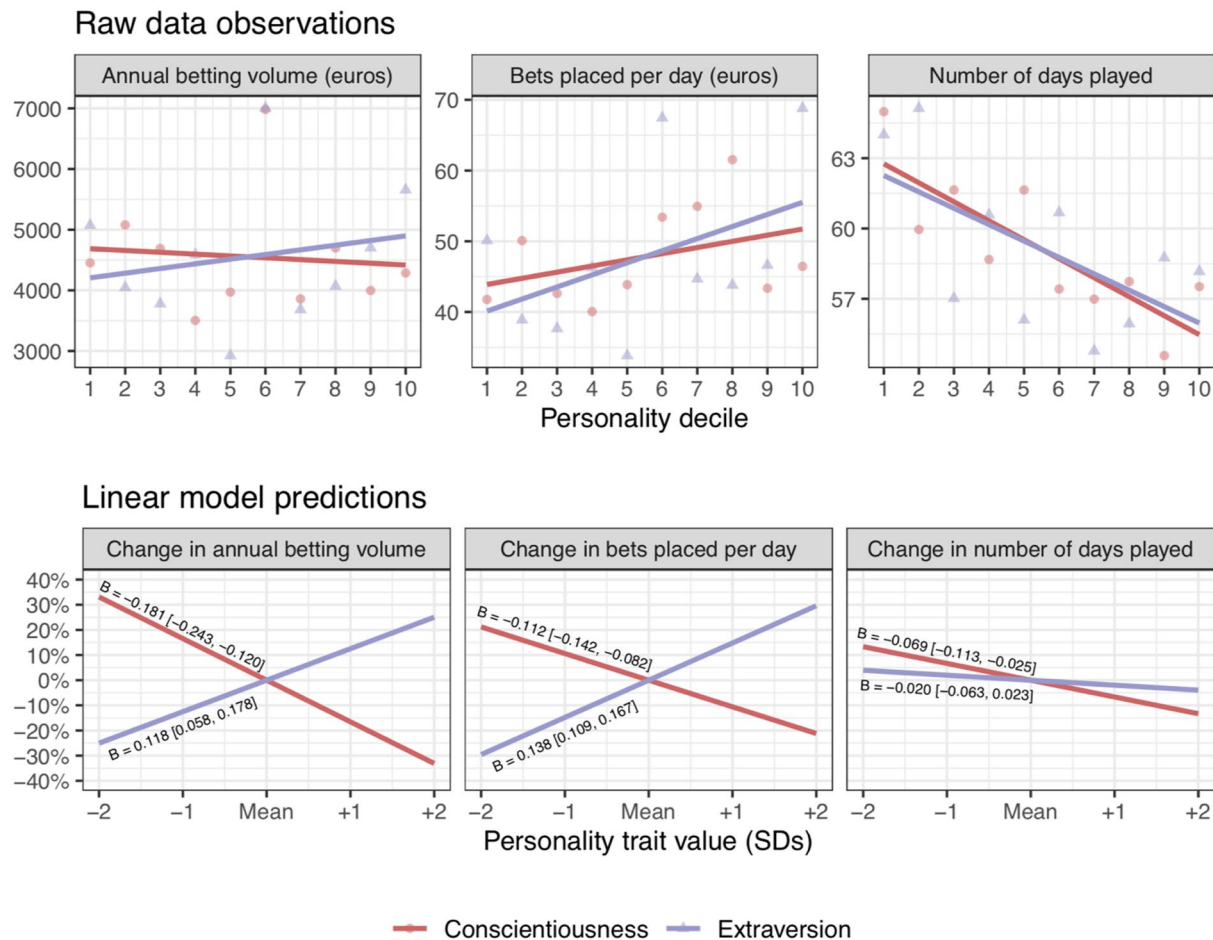 Raw data observations
Annual betting volume (euros)
Bets placed per day (euros)
Number of days played
7000
6000
5000
4000
3000
70
60
50
40
63
60
57
1 2 3 4 5 6 7 8 9 10
1 2 3 4 5 6 7 8 9 10
1 2 3 4 5 6 7 8 9 10
Personality decile
Linear model predictions
Change in annual betting volume
Change in bets placed per day
Change in number of days played
40%
30%
20%
10%
0%
−10%
−20%
−30%
−40%
B = −0.181 [−0.243, −0.120]
B = 0.118 [0.058, 0.178]
B = −0.112 [−0.142, −0.082]
B = 0.138 [0.109, 0.167]
B = −0.069 [−0.113, −0.025]
B = −0.020 [−0.063, 0.023]
−2 −1 Mean +1 +2
−2 −1 Mean +1 +2
−2 −1 Mean +1 +2
Personality trait value (SDs)
Conscientiousness Extraversion